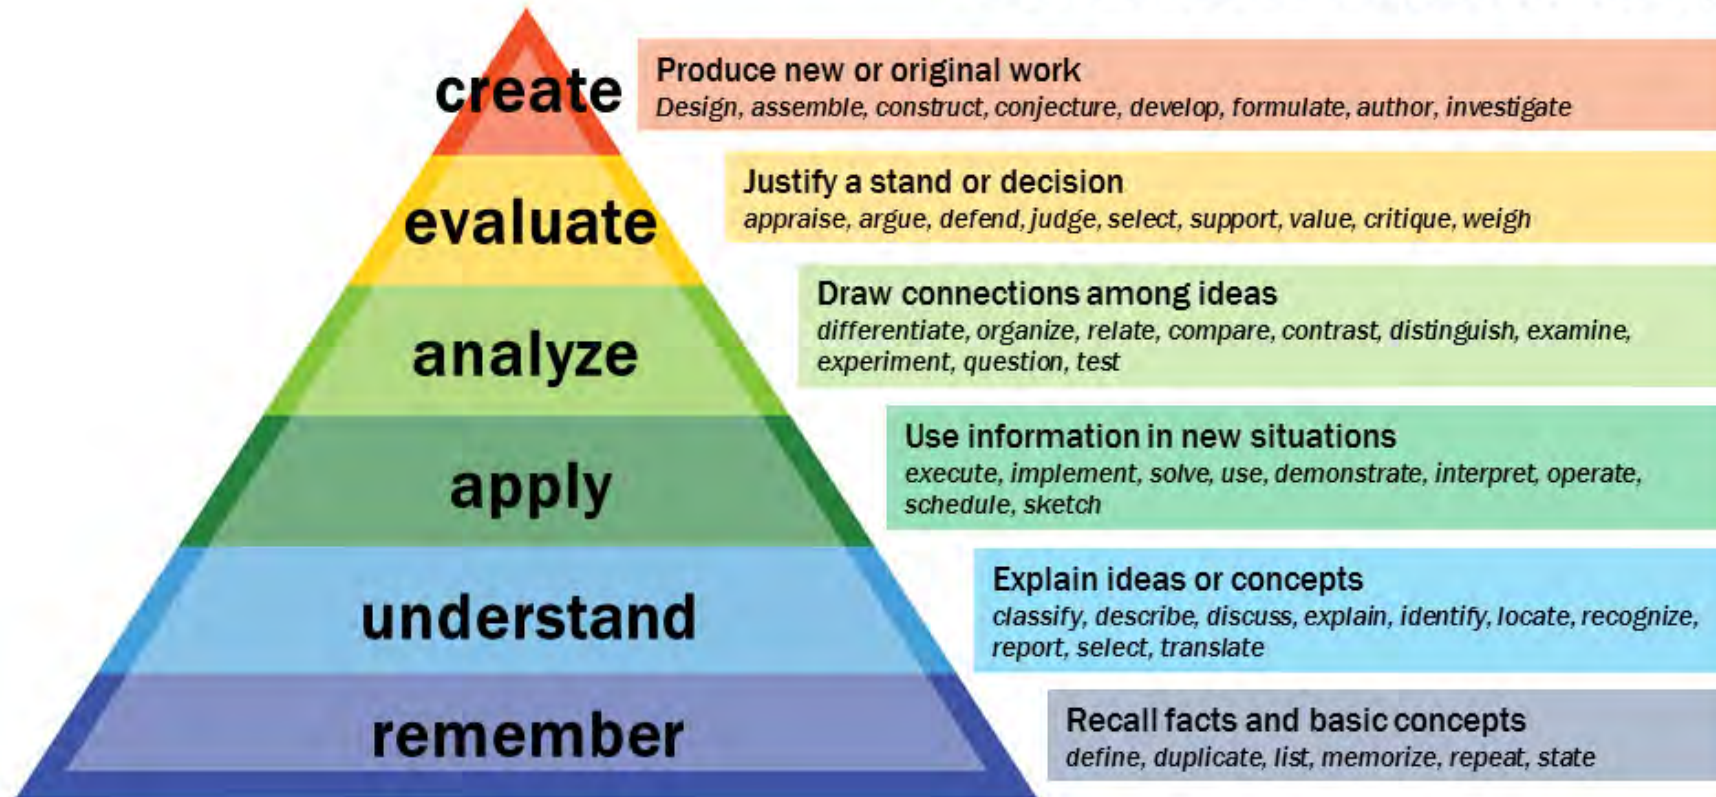 create
Produce new or original work
Design, assemble, construct, conjecture, develop, formulate, author, investigate
evaluate
Justify a stand or decision
appraise, argue, defend, judge, select, support, value, critique, weigh
analyze
Draw connections among ideas
differentiate, organize, relate, compare, contrast, distinguish, examine,
experiment, question, test
apply
Use information in new situations
execute, implement, solve, use, demonstrate, interpret, operate,
schedule, sketch
understand
Explain ideas or concepts
classify, describe, discuss, explain, identify, locate, recognize,
report, select, translate
remember
Recall facts and basic concepts
define, duplicate, list, memorize, repeat, state